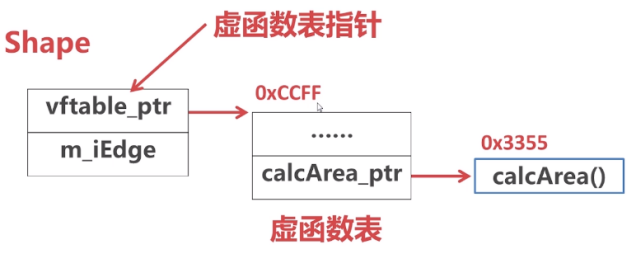 虚函数表指针
Shape
vftable_ptr
m_iEdge
0xCCFF
......
calcArea_ptr
虚函数表
0x3355
calcArea()